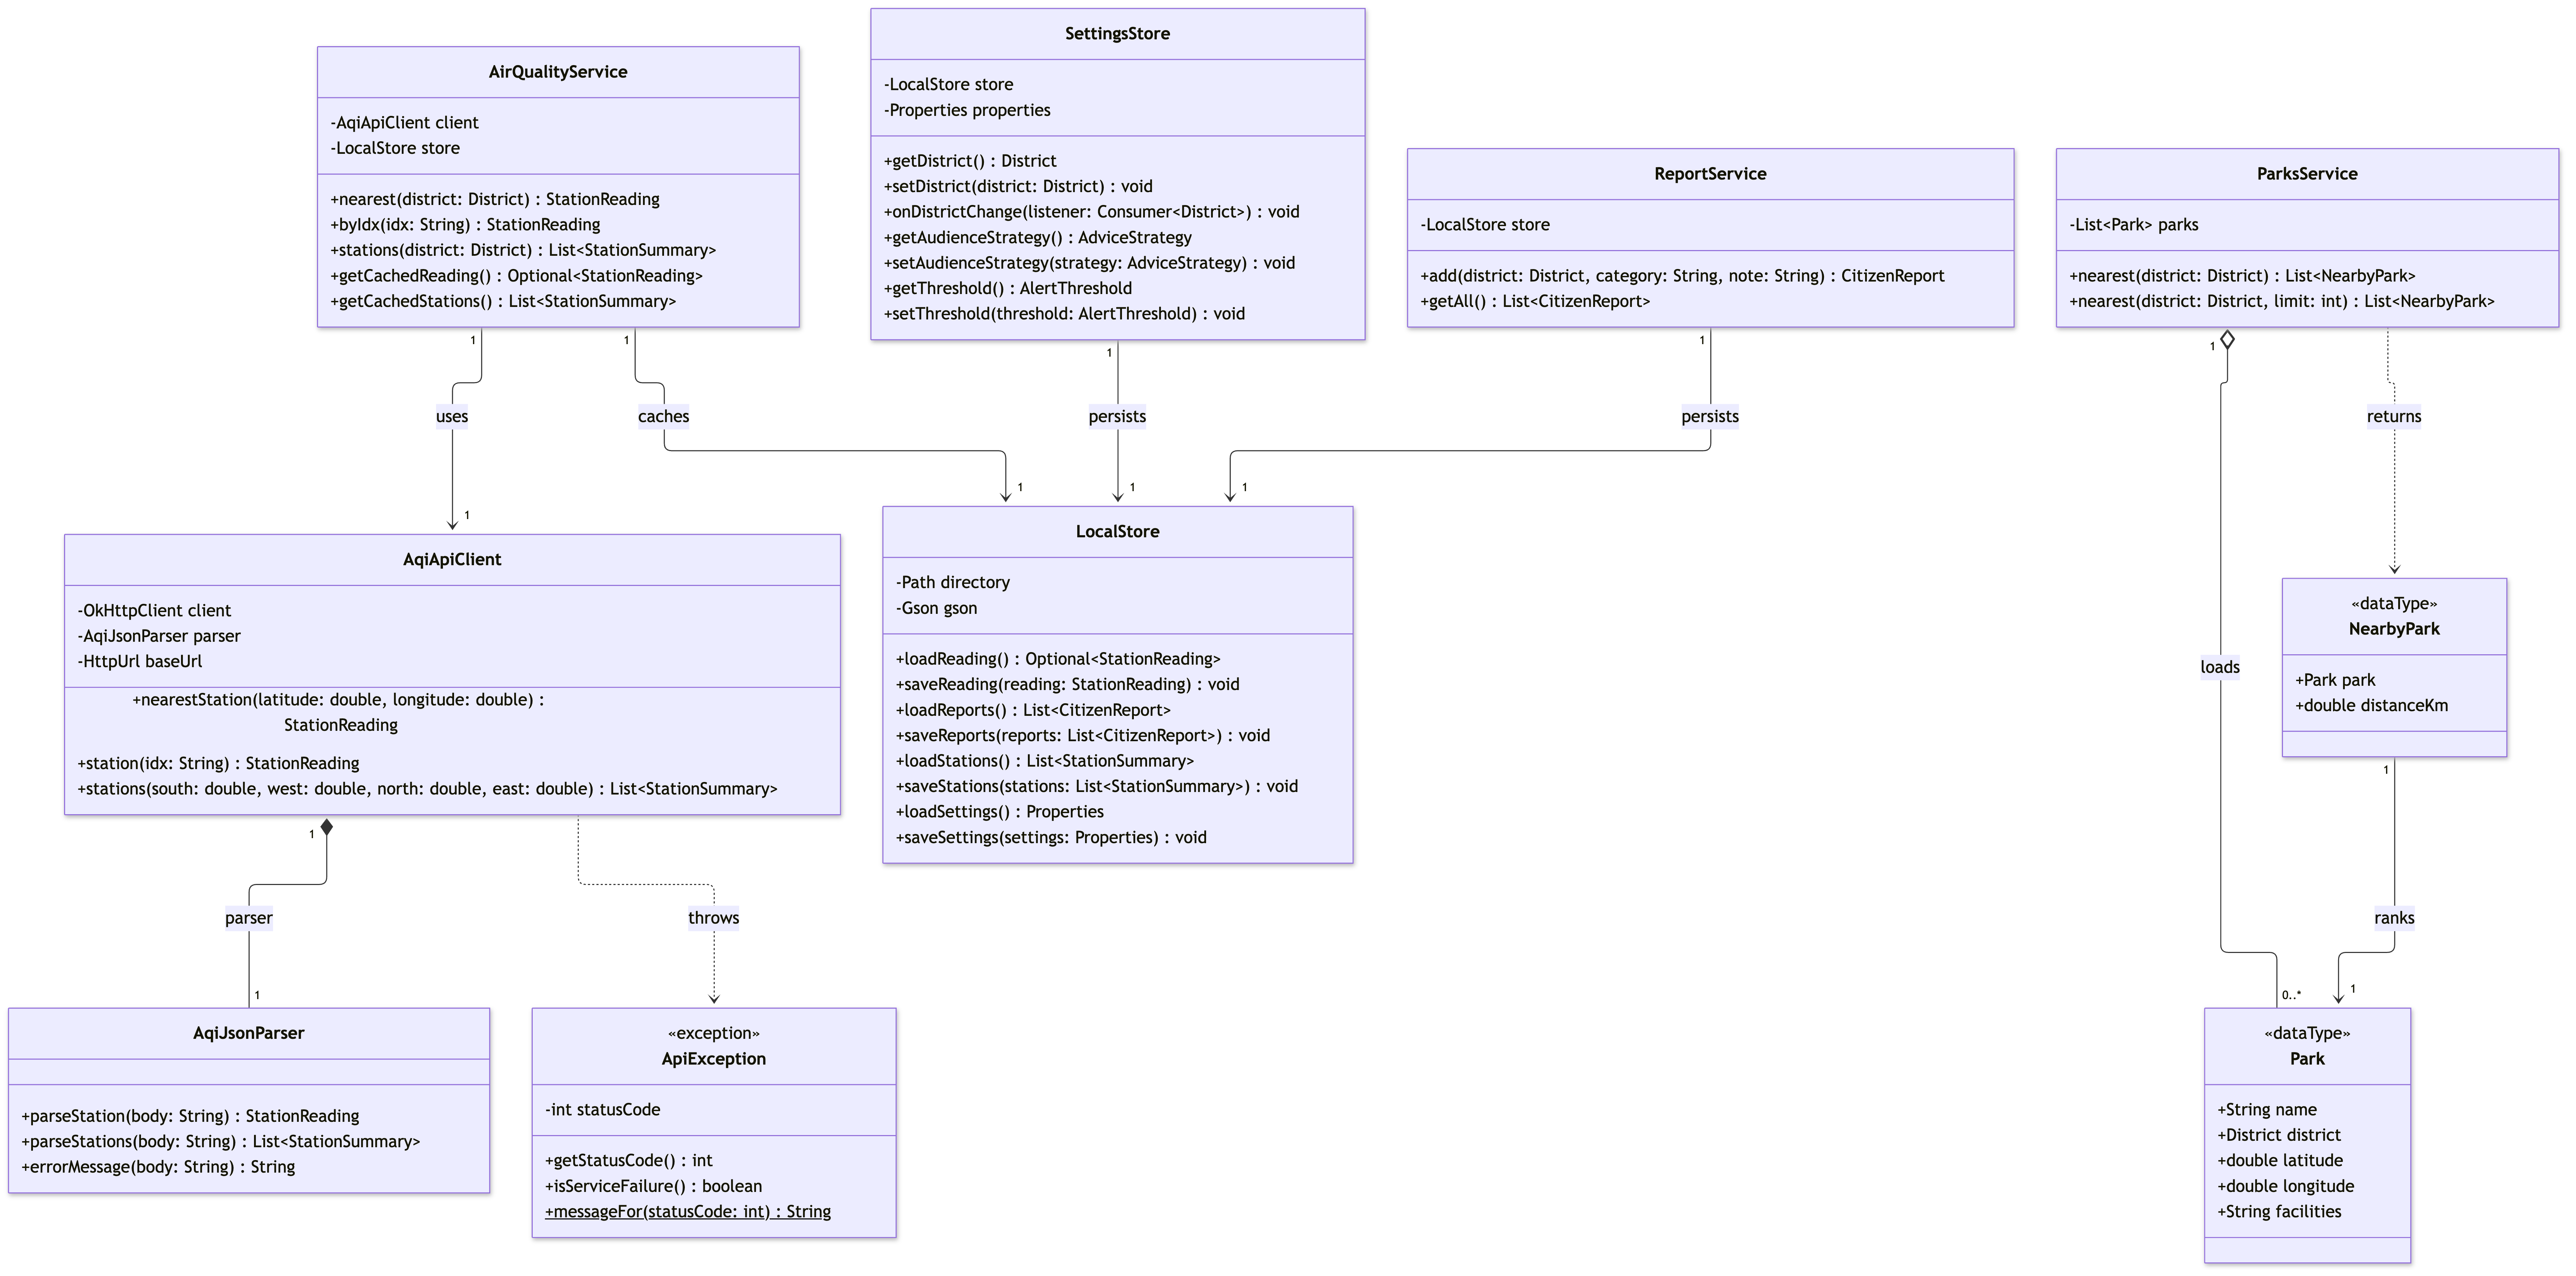 AirQualityService
-AqiApiClient client
-LocalStore store
+nearest(district: District) : StationReading
+byIdx(idx: String) : StationReading
+stations(district: District) : List<StationSummary>
+getCachedReading() : Optional<StationReading>
+getCachedStations() : List<StationSummary>
SettingsStore
-LocalStore store
-Properties properties
+getDistrict() : District
+setDistrict(district: District) : void
+onDistrictChange(listener: Consumer<District>) : void
+getAudienceStrategy() : AdviceStrategy
+setAudienceStrategy(strategy: AdviceStrategy) : void
+getThreshold() : AlertThreshold
+setThreshold(threshold: AlertThreshold) : void
ReportService
-LocalStore store
+add(district: District, category: String, note: String) : CitizenReport
+getAll() : List<CitizenReport>
ParksService
-List<Park> parks
+nearest(district: District) : List<NearbyPark>
+nearest(district: District, limit: int) : List<NearbyPark>
1
1
1
1
1
uses
caches
persists
persists
returns
1
1
1
1
AqiApiClient
-OkHttpClient client
-AqiJsonParser parser
-HttpUrl baseUrl
+nearestStation(latitude: double, longitude: double) :
StationReading
+station(idx: String) : StationReading
+stations(south: double, west: double, north: double, east: double) : List<StationSummary>
LocalStore
-Path directory
-Gson gson
+loadReading() : Optional<StationReading>
+saveReading(reading: StationReading) : void
+loadReports() : List<CitizenReport>
+saveReports(reports: List<CitizenReport>) : void
+loadStations() : List<StationSummary>
+saveStations(stations: List<StationSummary>) : void
+loadSettings() : Properties
+saveSettings(settings: Properties) : void
loads
«dataType»
NearbyPark
+Park park
+double distanceKm
1
1
parser
throws
ranks
1
0..*
1
AqiJsonParser
+parseStation(body: String) : StationReading
+parseStations(body: String) : List<StationSummary>
+errorMessage(body: String) : String
«exception»
ApiException
-int statusCode
+getStatusCode() : int
+isServiceFailure() : boolean
+messageFor(statusCode: int) : String
«dataType»
Park
+String name
+District district
+double latitude
+double longitude
+String facilities